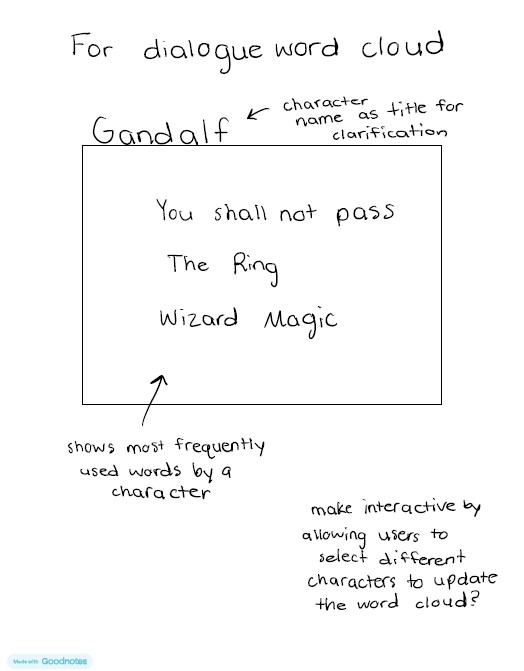 For dialogue word cloud
character
name as title for
clarification
Gandalf
You shall not pass
The Ring
Wizard Magic
shows most frequently
used words by a
character
make interactive by
allowing users to
select different
characters to update
the word cloud?
Made with Goodnotes